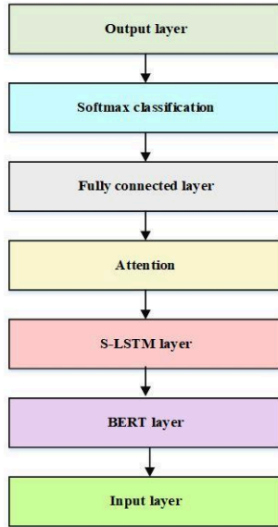 Output layer
Softmax classification
Fully connected layer
Attention
S-LSTM layer
BERT layer
Input layer